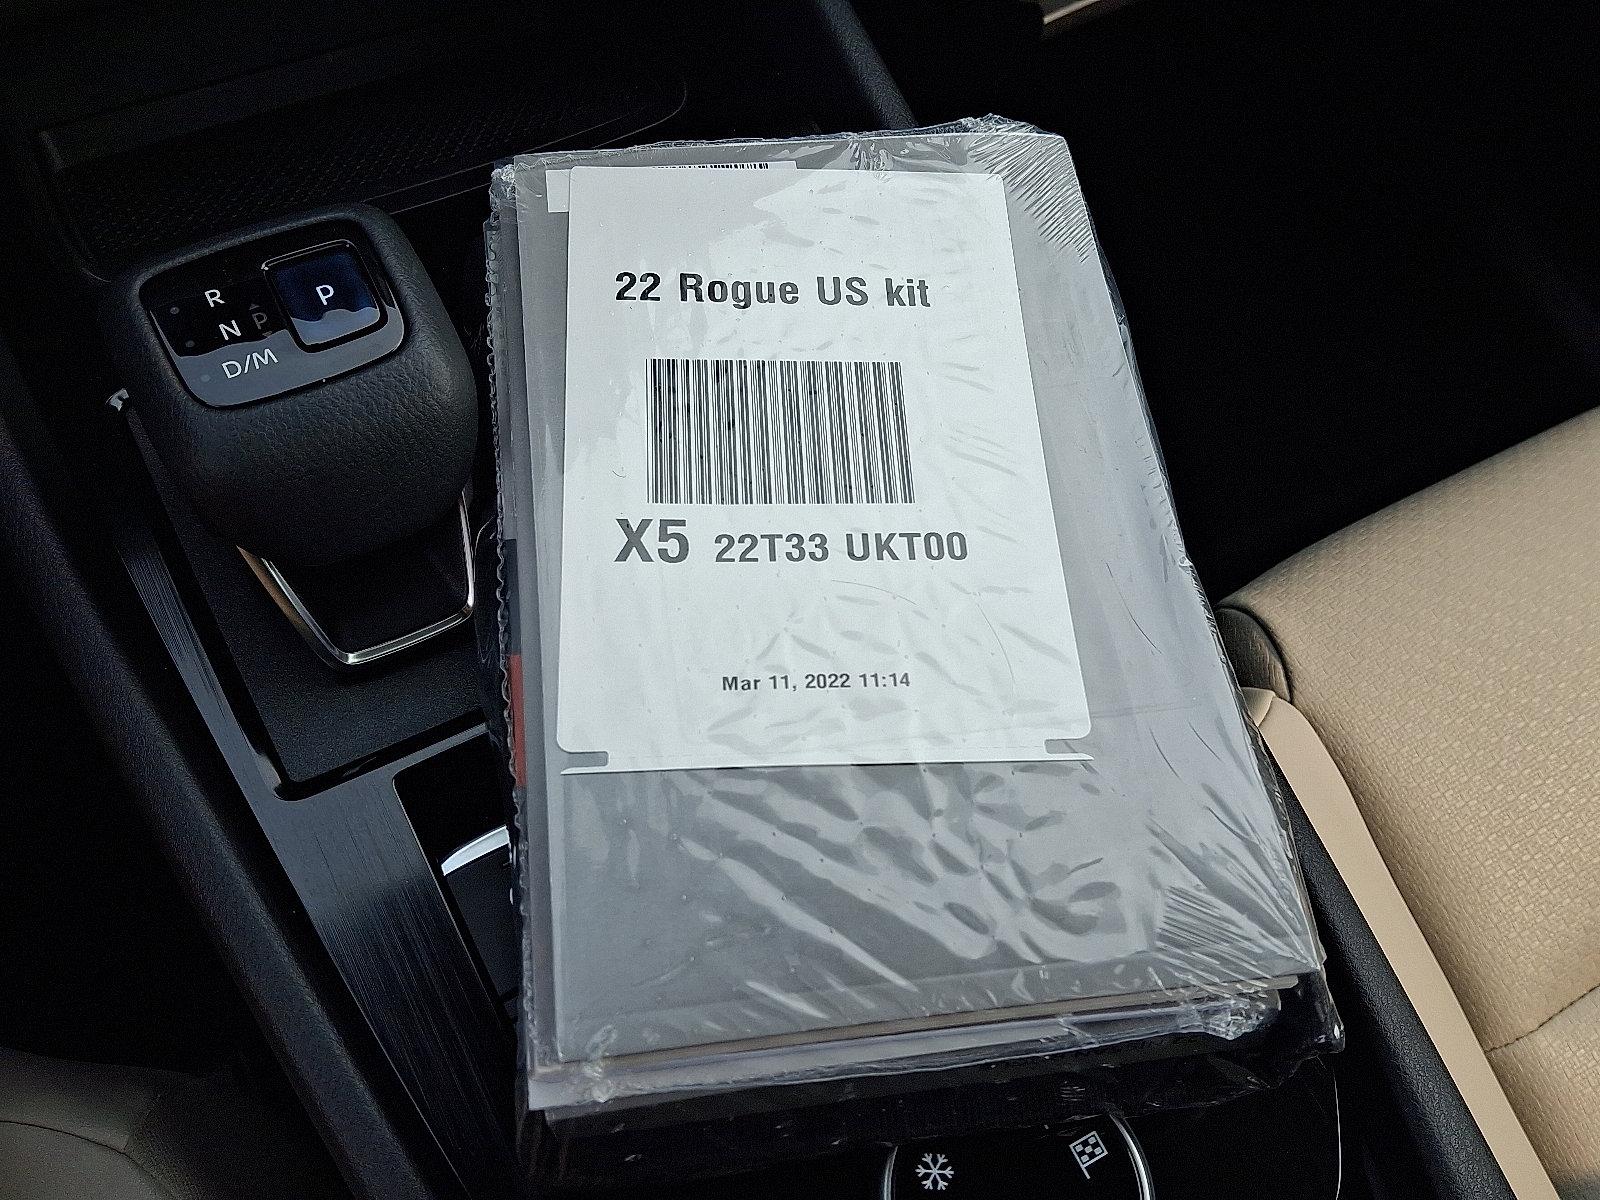 22 Rogue US kit
X5 22T33 UKT00
Mar 11, 2022 11:14
R
N
P
P
D/M